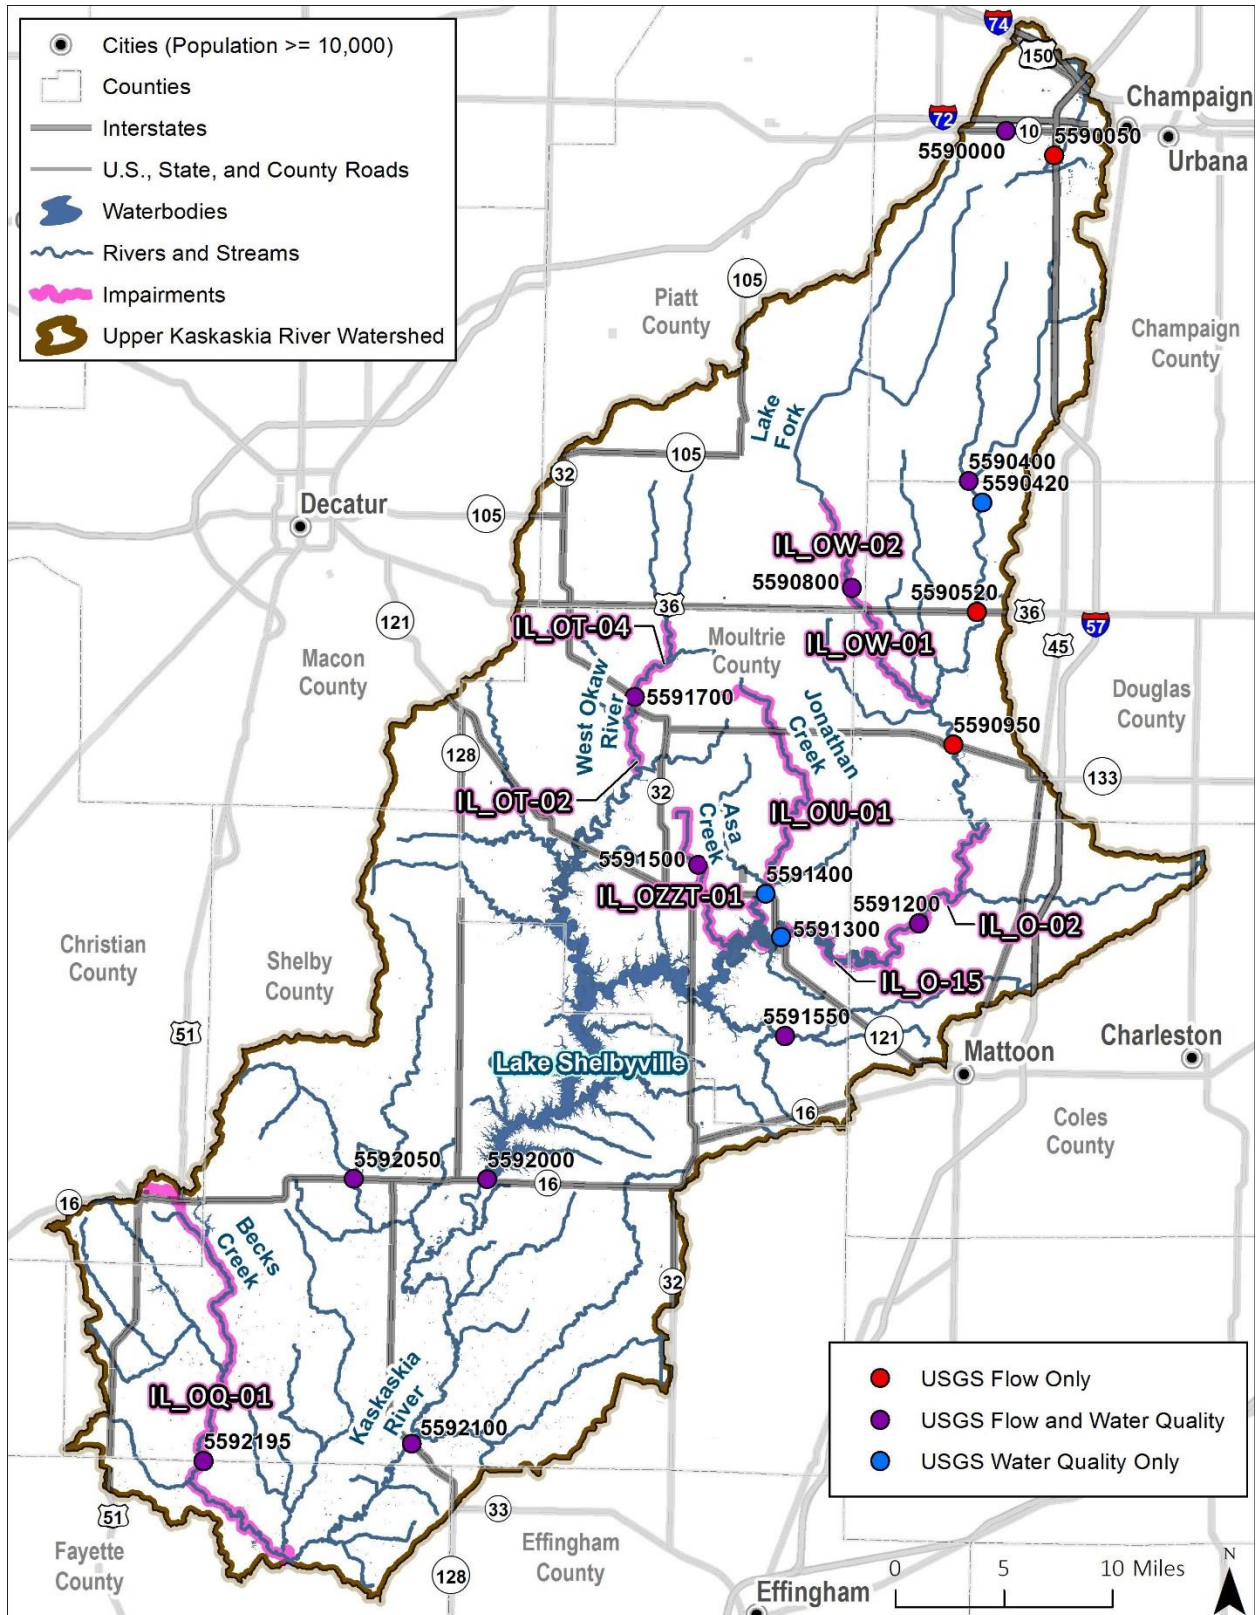 Cities (Population >= 10,000)
Counties
Interstates
U.S., State, and County Roads
Waterbodies
Rivers and Streams
Impairments
Upper Kaskaskia River Watershed
74
150
72
10
Champaign
Urbana
5590000
5590050
105
Piatt
County
Champaign
County
Lake
Fork
105
32
5590400
5590420
Decatur
105
IL_OW-02
5590800
5590520
36
36
57
45
121
IL_OT-04
Moultrie
County
IL_OW-01
Macon
County
Douglas
County
West Okaw
River
5591700
Jonathan
Creek
5590950
128
133
32
IL_OT-02
Asa
Creek
IL_OU-01
5591500
5591400
IL_OZZT-01
5591200
IL_O-02
5591300
IL_O-15
Christian
County
Shelby
County
51
5591550
121
Charleston
Mattoon
Lake Shelbyville
16
Coles
County
5592050
5592000
16
16
Becks
Creek
32
IL_OQ-01
Kaskaskia
River
5592100
5592195
51
33
Fayette
County
128
Effingham
County
Effingham
USGS Flow Only
USGS Flow and Water Quality
USGS Water Quality Only
0 5 10 Miles
N